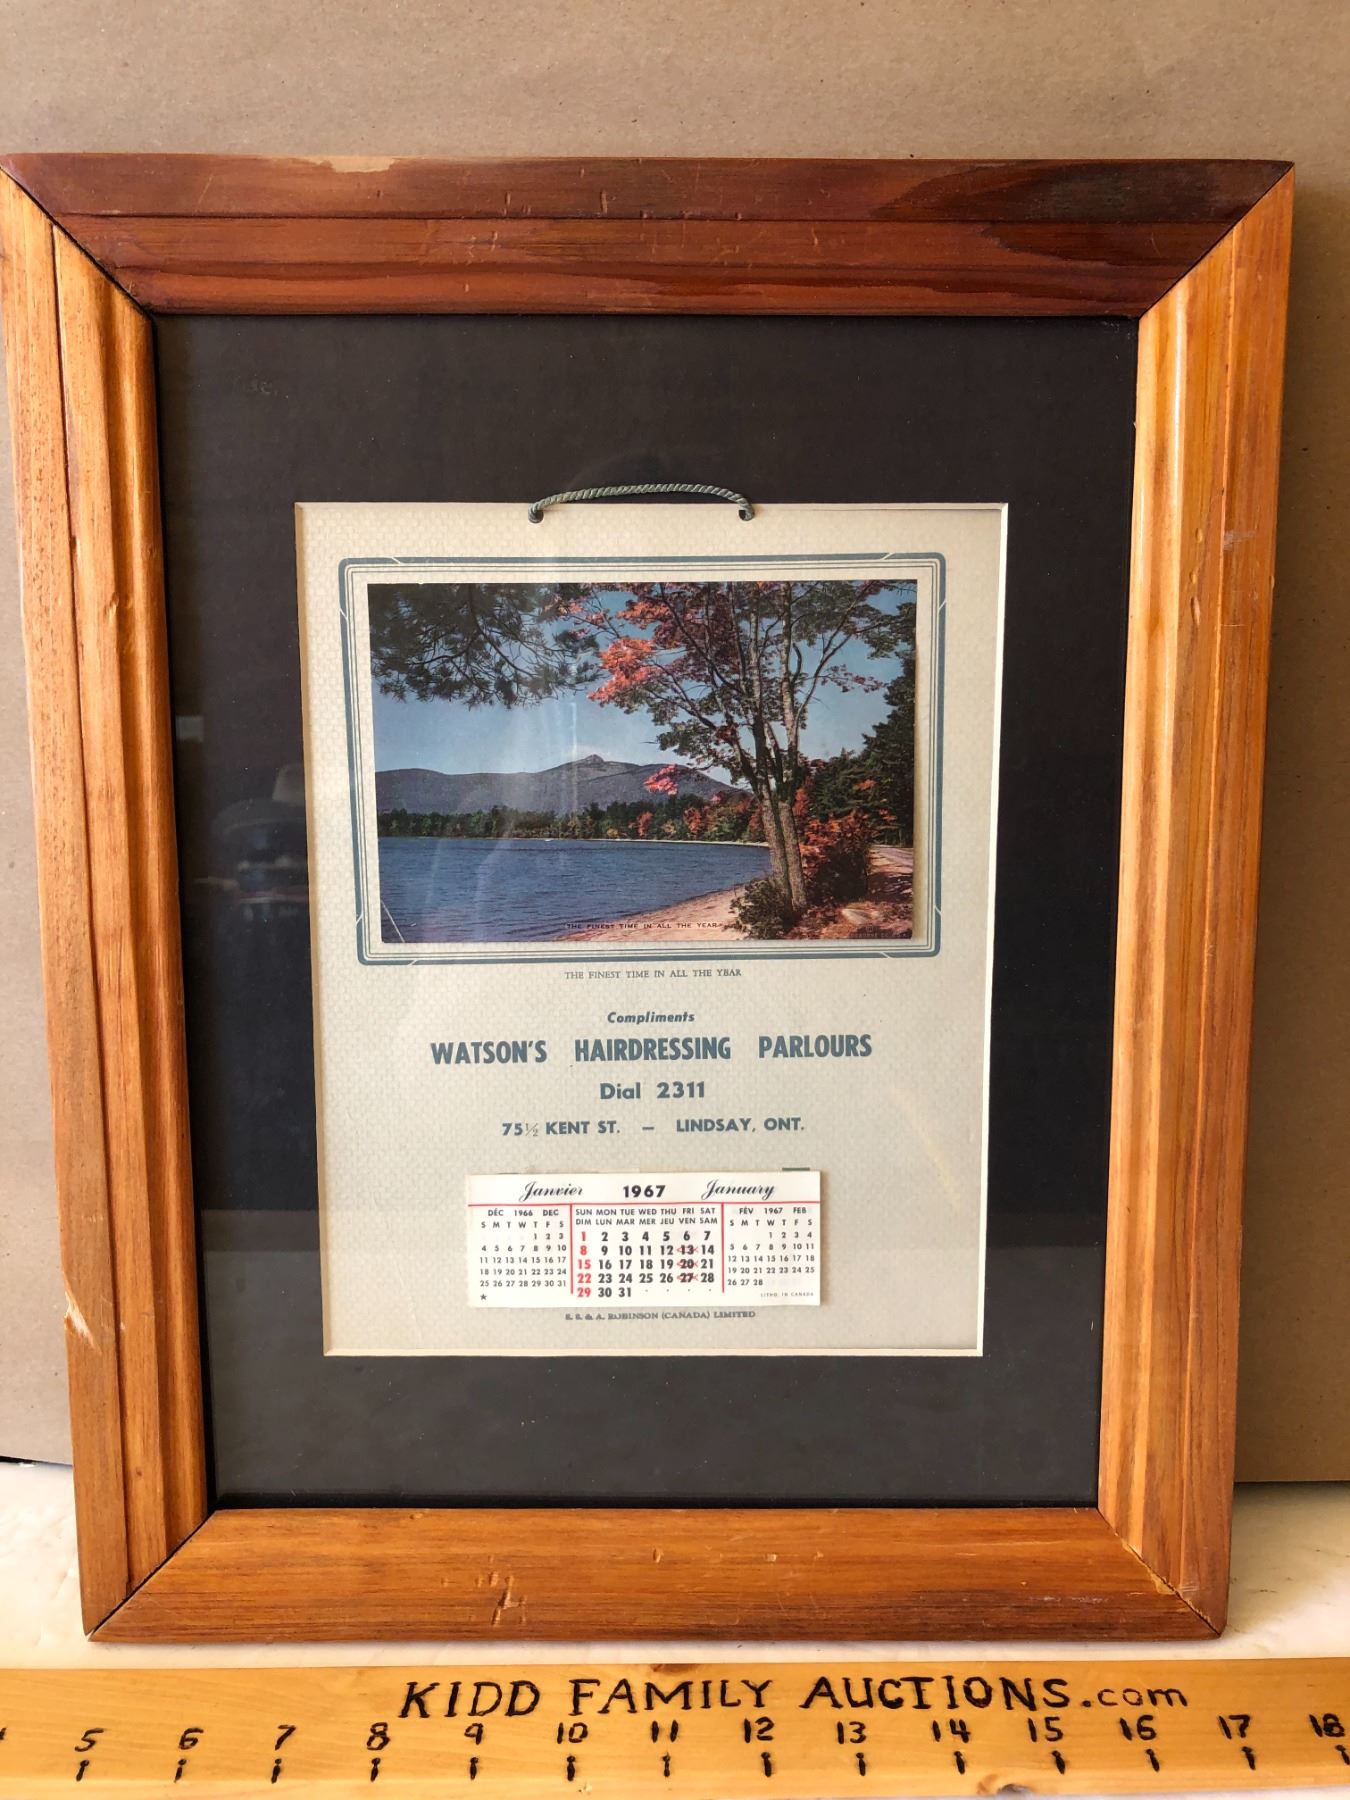 "THE FINEST TIME IN ALL THE YEAR"
THE FINEST TIME IN ALL THE YEAR
Compliments
WATSON'S HAIRDRESSING PARLOURS
Dial 2311
75½ KENT ST. — LINDSAY, ONT.
Janvier 1967 January
DÉC 1966 DEC
S M T W T F S
1 2 3
4 5 6 7 8 9 10
11 12 13 14 15 16 17
18 19 20 21 22 23 24
25 26 27 28 29 30 31
★
SUN MON TUE WED THU FRI SAT
DIM LUN MAR MER JEU VEN SAM
1 2 3 4 5 6 7
8 9 10 11 12 13 14
15 16 17 18 19 20 21
22 23 24 25 26 27 28
29 30 31
FÉV 1967 FEB
S M T W T F S
1 2 3 4
5 6 7 8 9 10 11
12 13 14 15 16 17 18
19 20 21 22 23 24 25
26 27 28
LITHO. IN CANADA
E. S. & A. ROBINSON (CANADA) LIMITED
KIDD FAMILY AUCTIONS.com
5 6 7 8 9 10 11 12 13 14 15 16 17 18